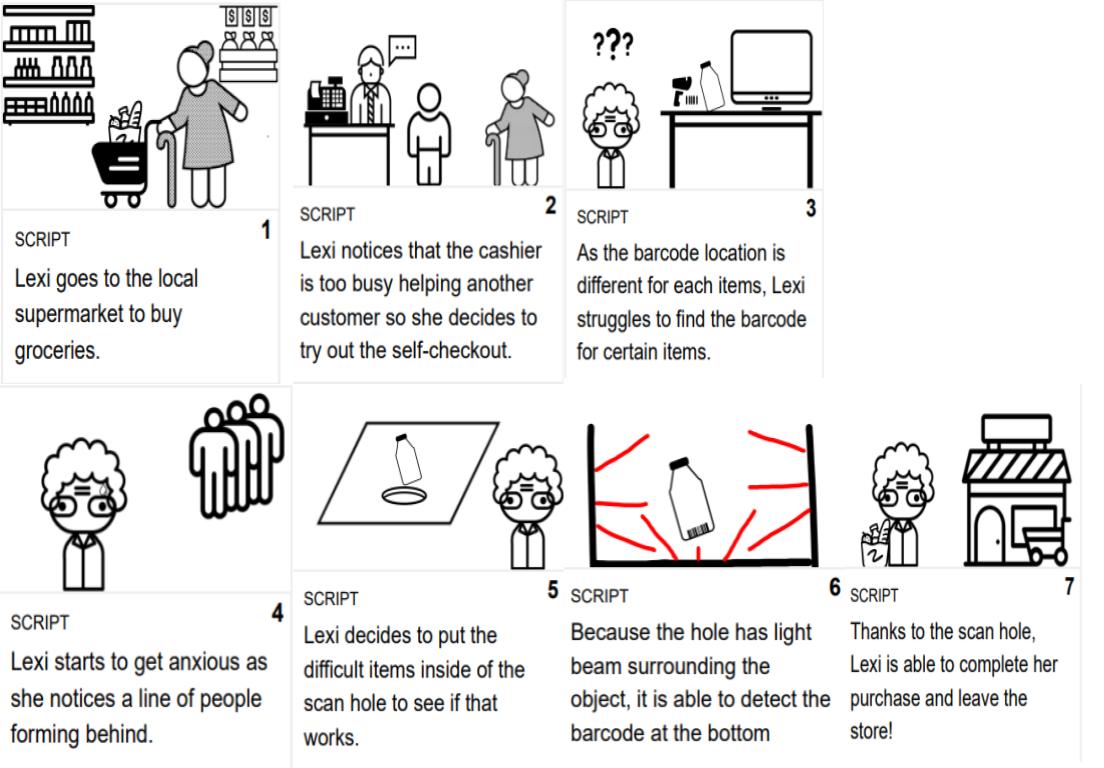 $ $ $
SCRIPT
1
Lexi goes to the local
supermarket to buy
groceries.
...
SCRIPT
2
Lexi notices that the cashier
is too busy helping another
customer so she decides to
try out the self-checkout.
???
SCRIPT
3
As the barcode location is
different for each items, Lexi
struggles to find the barcode
for certain items.
SCRIPT
4
Lexi starts to get anxious as
she notices a line of people
forming behind.
SCRIPT
5
Lexi decides to put the
difficult items inside of the
scan hole to see if that
works.
SCRIPT
6
Because the hole has light
beam surrounding the
object, it is able to detect the
barcode at the bottom
SCRIPT
7
Thanks to the scan hole,
Lexi is able to complete her
purchase and leave the
store!